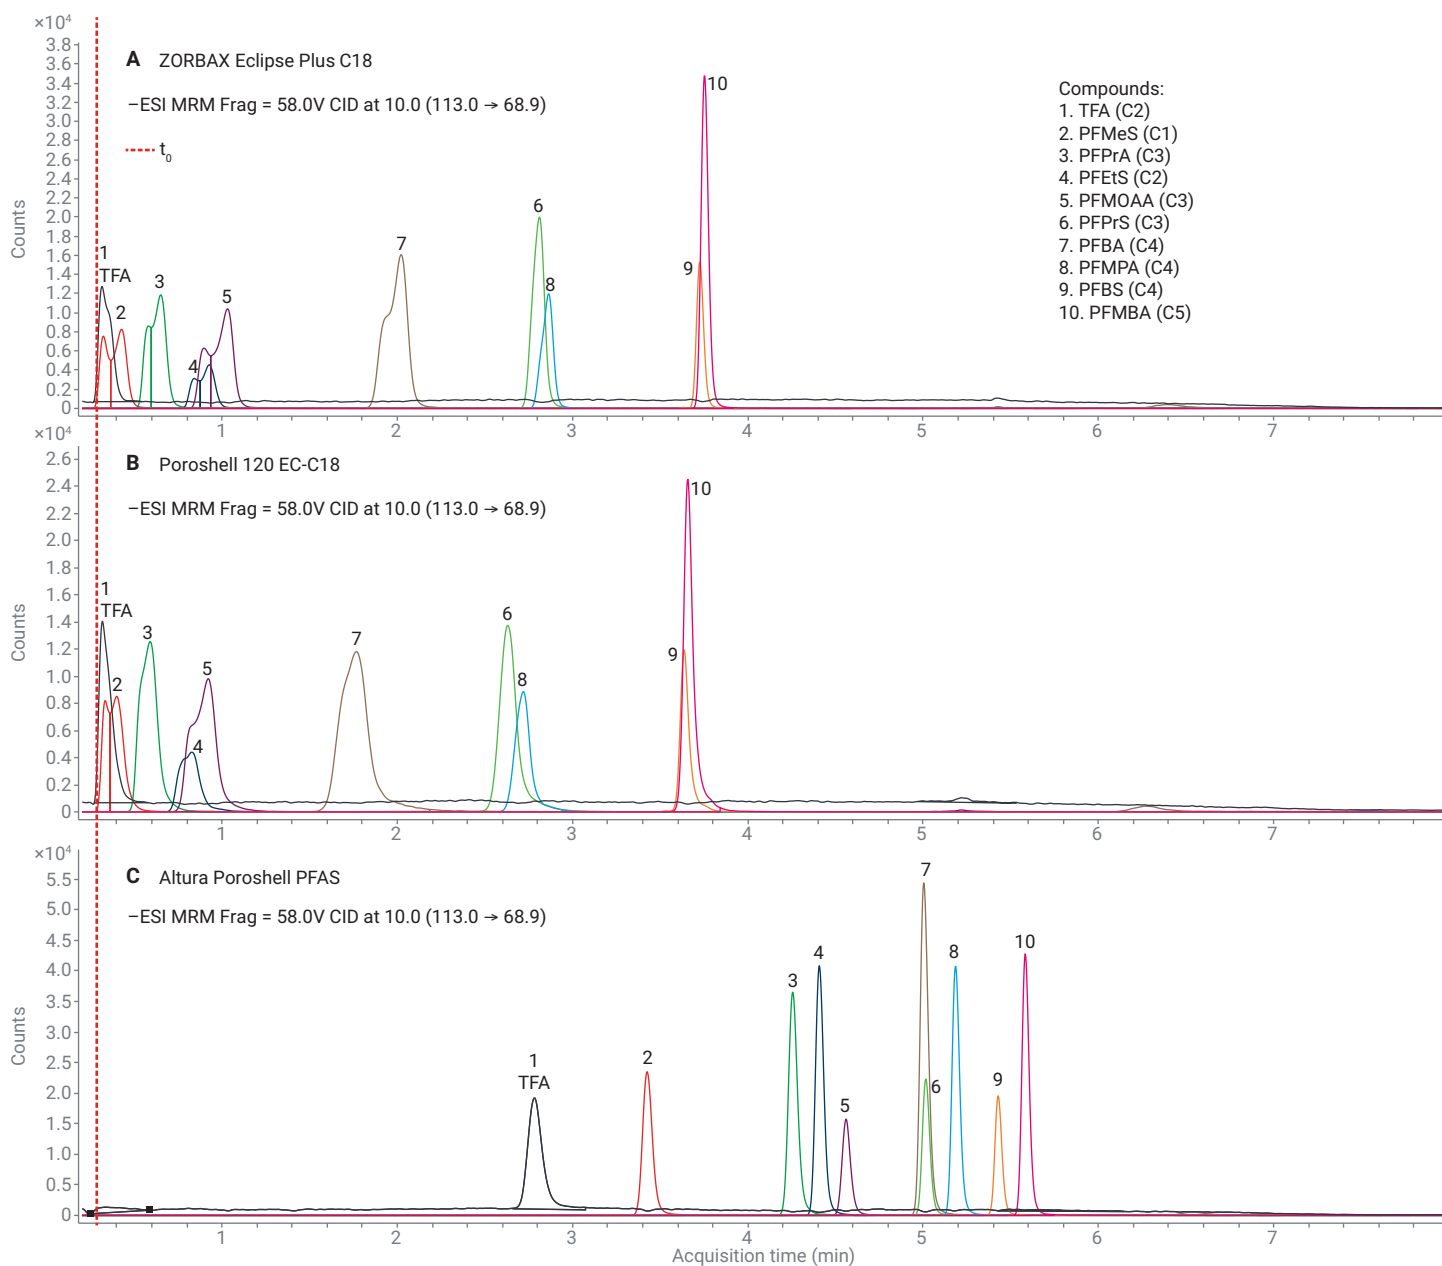 ×10⁴
3.8
3.6
3.4
3.2
3.0
2.8
2.6
2.4
2.2
2.0
1.8
1.6
1.4
1.2
1.0
0.8
0.6
0.4
0.2
0
Counts
A ZORBAX Eclipse Plus C18
−ESI MRM Frag = 58.0V CID at 10.0 (113.0 → 68.9)
t₀
1
TFA
2
3
4
5
7
6
8
9
10
Compounds:
1. TFA (C2)
2. PFMeS (C1)
3. PFPrA (C3)
4. PFEtS (C2)
5. PFMOAA (C3)
6. PFPrS (C3)
7. PFBA (C4)
8. PFMPA (C4)
9. PFBS (C4)
10. PFMBA (C5)
1 2 3 4 5 6 7
×10⁴
2.6
2.4
2.2
2.0
1.8
1.6
1.4
1.2
1.0
0.8
0.6
0.4
0.2
0
Counts
B Poroshell 120 EC-C18
−ESI MRM Frag = 58.0V CID at 10.0 (113.0 → 68.9)
1
TFA
2
3
4
5
7
6
8
9
10
1 2 3 4 5 6 7
×10⁴
5.5
5.0
4.5
4.0
3.5
3.0
2.5
2.0
1.5
1.0
0.5
0
Counts
C Altura Poroshell PFAS
−ESI MRM Frag = 58.0V CID at 10.0 (113.0 → 68.9)
1
TFA
2
3
4
5
7
6
8
9
10
1 2 3 4 5 6 7
Acquisition time (min)